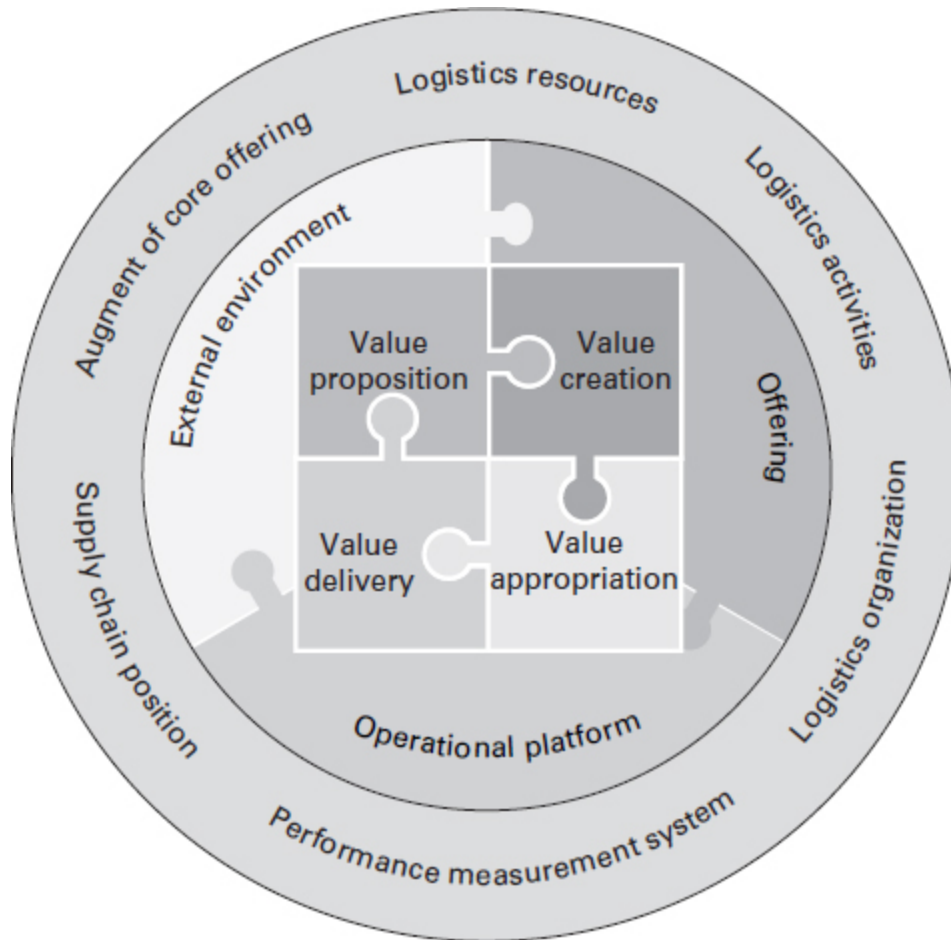 Logistics resources
Augment of core offering
Logistics activities
External environment
Value
proposition
Value
creation
Offering
Value
delivery
Value
appropriation
Supply chain position
Logistics organization
Operational platform
Performance measurement system